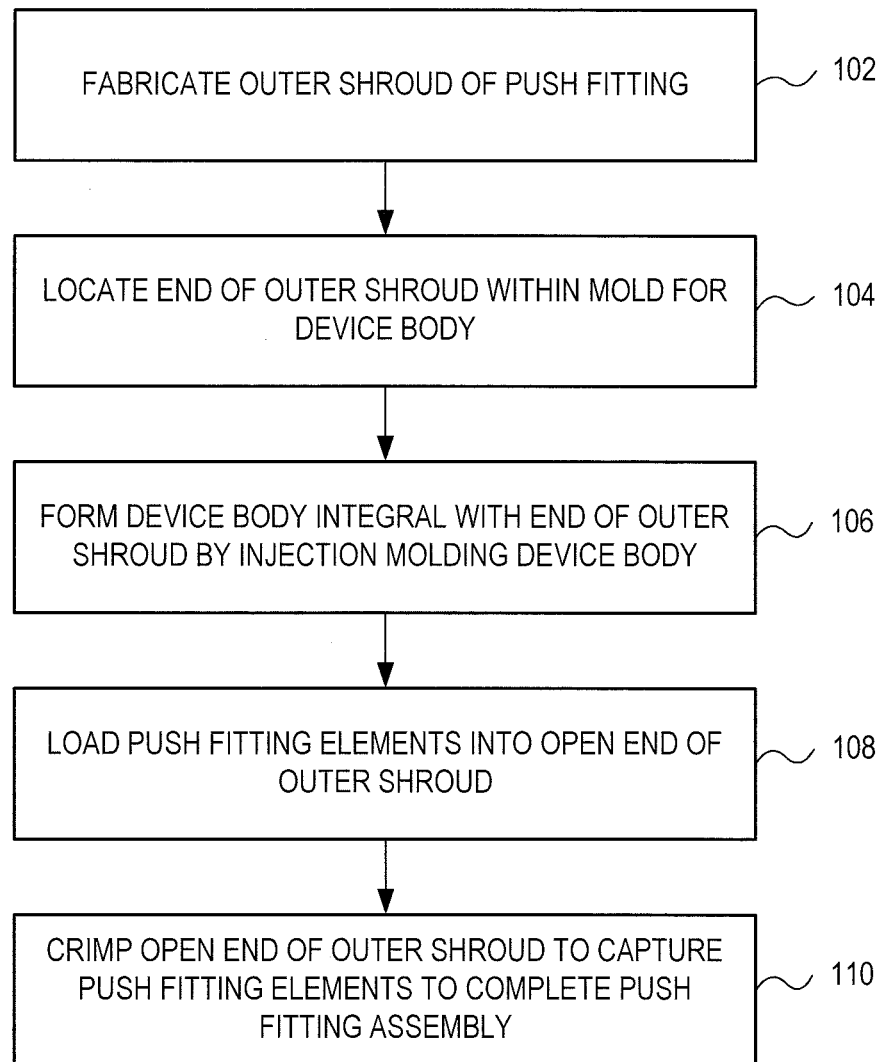 FABRICATE OUTER SHROUD OF PUSH FITTING
102
LOCATE END OF OUTER SHROUD WITHIN MOLD FOR
DEVICE BODY
104
FORM DEVICE BODY INTEGRAL WITH END OF OUTER
SHROUD BY INJECTION MOLDING DEVICE BODY
106
LOAD PUSH FITTING ELEMENTS INTO OPEN END OF
OUTER SHROUD
108
CRIMP OPEN END OF OUTER SHROUD TO CAPTURE
PUSH FITTING ELEMENTS TO COMPLETE PUSH
FITTING ASSEMBLY
110